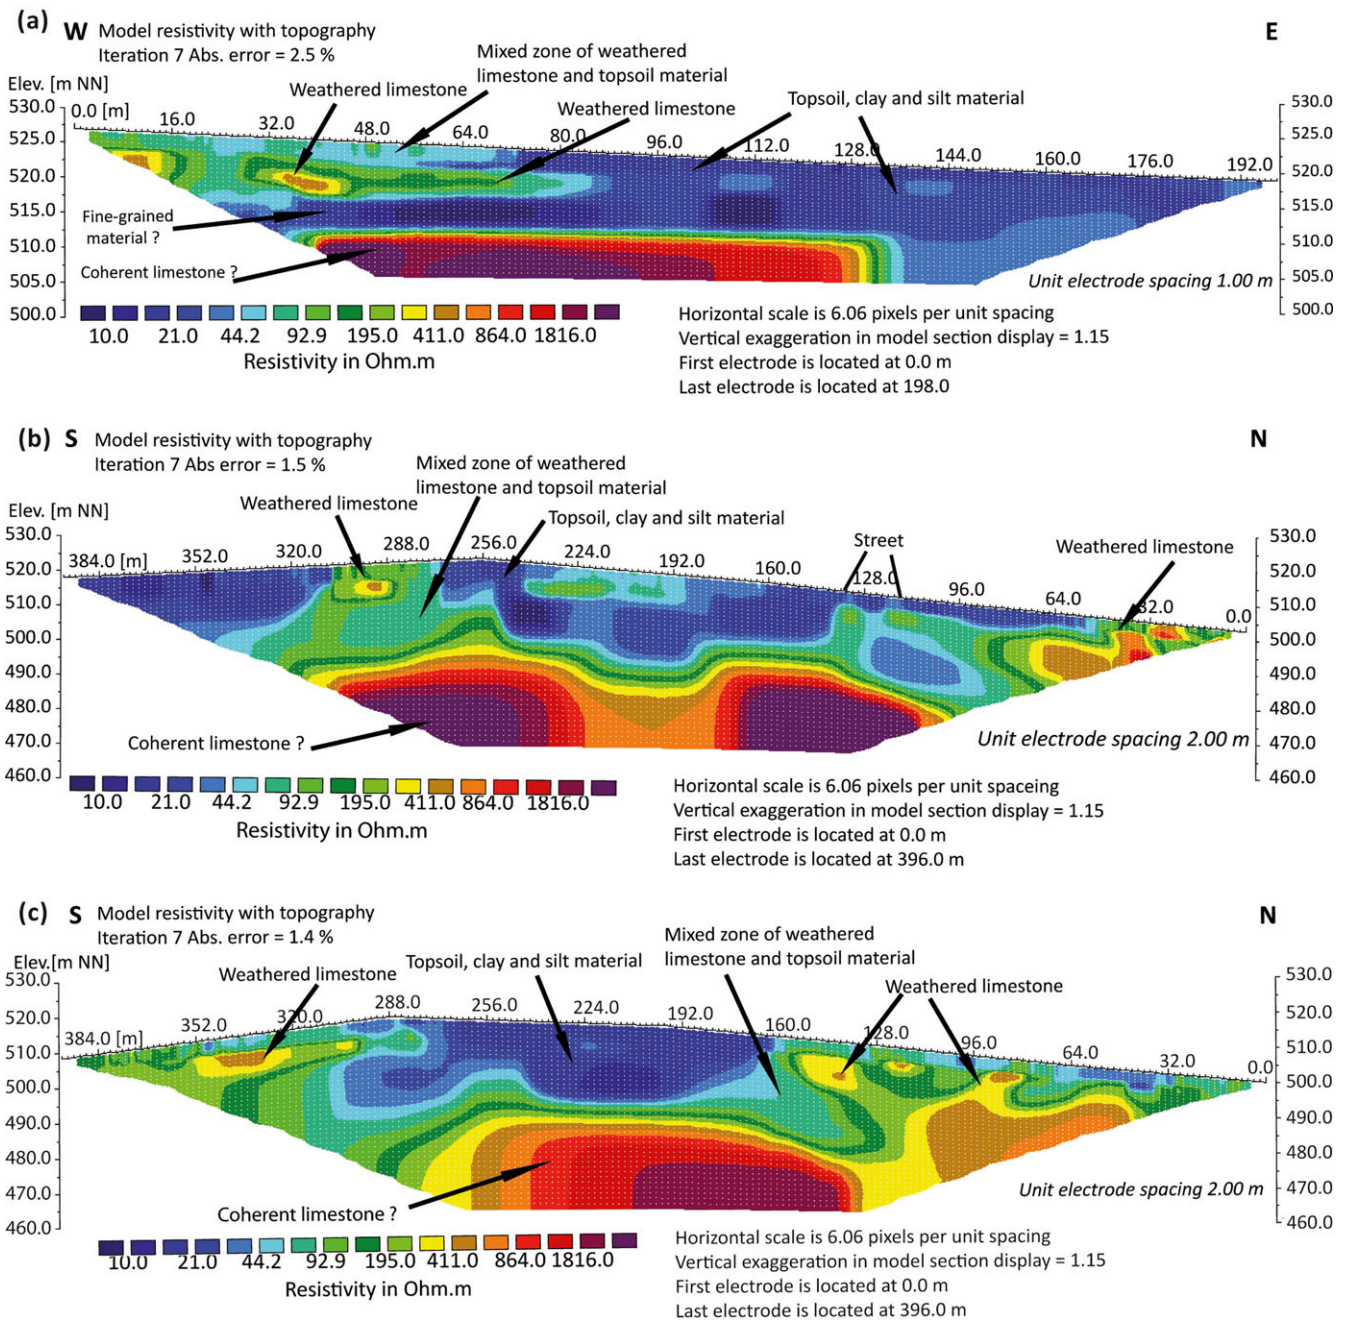 (a) W Model resistivity with topography E
Iteration 7 Abs. error = 2.5 %
Mixed zone of weathered
limestone and topsoil material
Elev. [m NN]
Weathered limestone
Weathered limestone
Topsoil, clay and silt material
0.0 [m] 16.0 32.0 48.0 64.0 80.0 96.0 112.0 128.0 144.0 160.0 176.0 192.0
530.0 530.0
525.0 525.0
520.0 520.0
515.0 515.0
510.0 510.0
505.0 505.0
500.0 500.0
Fine-grained
material ?
Coherent limestone ?
Unit electrode spacing 1.00 m
10.0 21.0 44.2 92.9 195.0 411.0 864.0 1816.0
Resistivity in Ohm.m
Horizontal scale is 6.06 pixels per unit spacing
Vertical exaggeration in model section display = 1.15
First electrode is located at 0.0 m
Last electrode is located at 198.0
(b) S Model resistivity with topography N
Iteration 7 Abs error = 1.5 %
Mixed zone of weathered
limestone and topsoil material
Weathered limestone
Elev. [m NN]
Topsoil, clay and silt material
Street
Weathered limestone
384.0 [m] 352.0 320.0 288.0 256.0 224.0 192.0 160.0 128.0 96.0 64.0 32.0 0.0
530.0 530.0
520.0 520.0
510.0 510.0
500.0 500.0
490.0 490.0
480.0 480.0
470.0 470.0
460.0 460.0
Coherent limestone ?
Unit electrode spacing 2.00 m
10.0 21.0 44.2 92.9 195.0 411.0 864.0 1816.0
Resistivity in Ohm.m
Horizontal scale is 6.06 pixels per unit spaceing
Vertical exaggeration in model section display = 1.15
First electrode is located at 0.0 m
Last electrode is located at 396.0 m
(c) S Model resistivity with topography N
Iteration 7 Abs. error = 1.4 %
Mixed zone of weathered
limestone and topsoil material
Elev.[m NN]
Weathered limestone
Topsoil, clay and silt material
Weathered limestone
384.0 [m] 352.0 320.0 288.0 256.0 224.0 192.0 160.0 128.0 96.0 64.0 32.0 0.0
530.0 530.0
520.0 520.0
510.0 510.0
500.0 500.0
490.0 490.0
480.0 480.0
470.0 470.0
460.0 460.0
Coherent limestone ?
Unit electrode spacing 2.00 m
10.0 21.0 44.2 92.9 195.0 411.0 864.0 1816.0
Resistivity in Ohm.m
Horizontal scale is 6.06 pixels per unit spacing
Vertical exaggeration in model section display = 1.15
First electrode is located at 0.0 m
Last electrode is located at 396.0 m